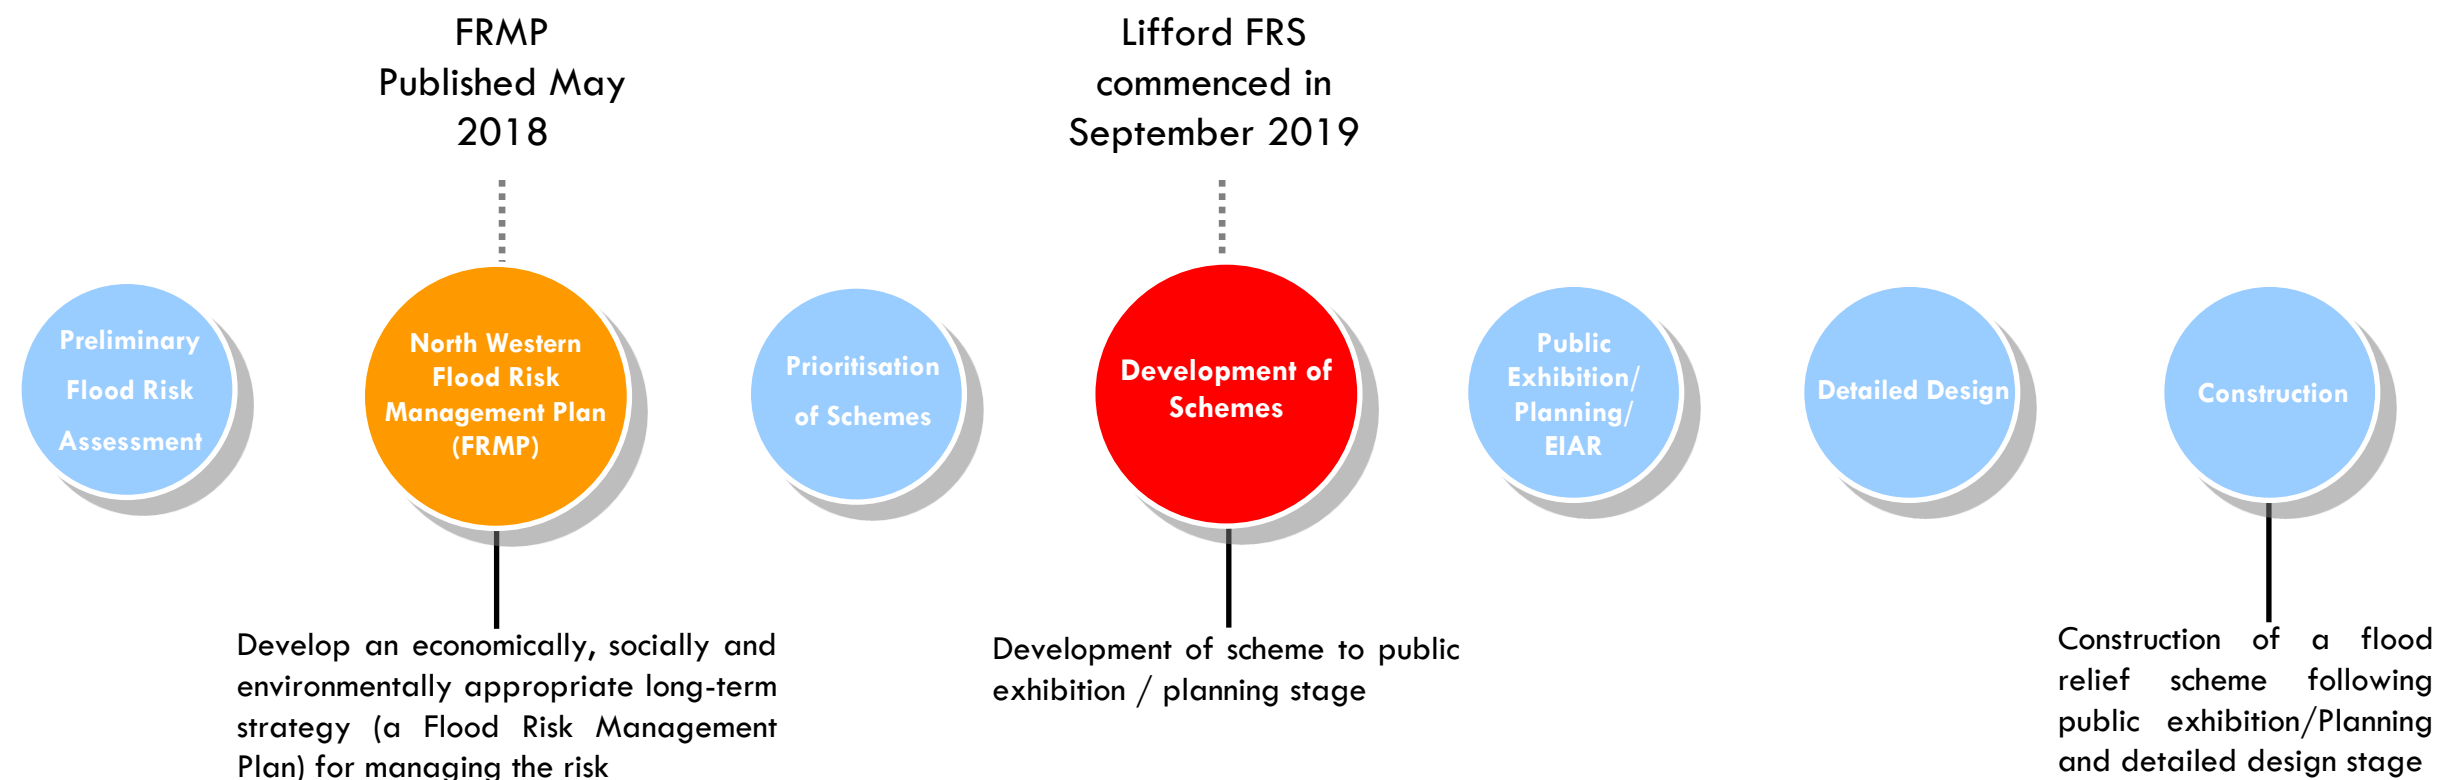 FRMP
Published May
2018
Lifford FRS
commenced in
September 2019
Preliminary
Flood Risk
Assessment
North Western
Flood Risk
Management Plan
(FRMP)
Prioritisation
of Schemes
Development of
Schemes
Public
Exhibition/
Planning/
EIAR
Detailed Design
Construction
Develop an economically, socially and
environmentally appropriate long-term
strategy (a Flood Risk Management
Plan) for managing the risk
Development of scheme to public
exhibition / planning stage
Construction of a flood
relief scheme following
public exhibition/Planning
and detailed design stage